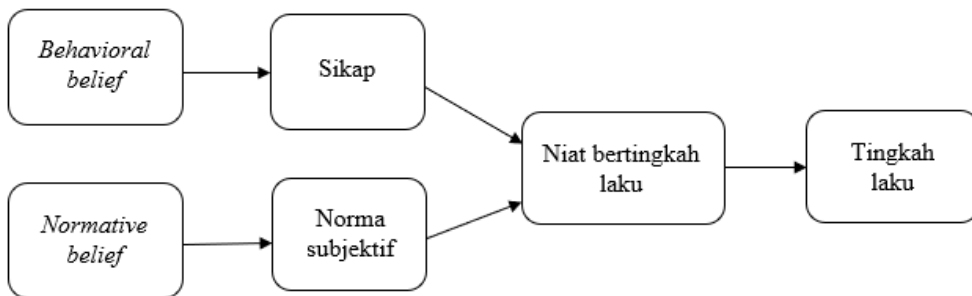 Behavioral
belief
Sikap
Niat bertingkah
laku
Tingkah
laku
Normative
belief
Norma
subjektif